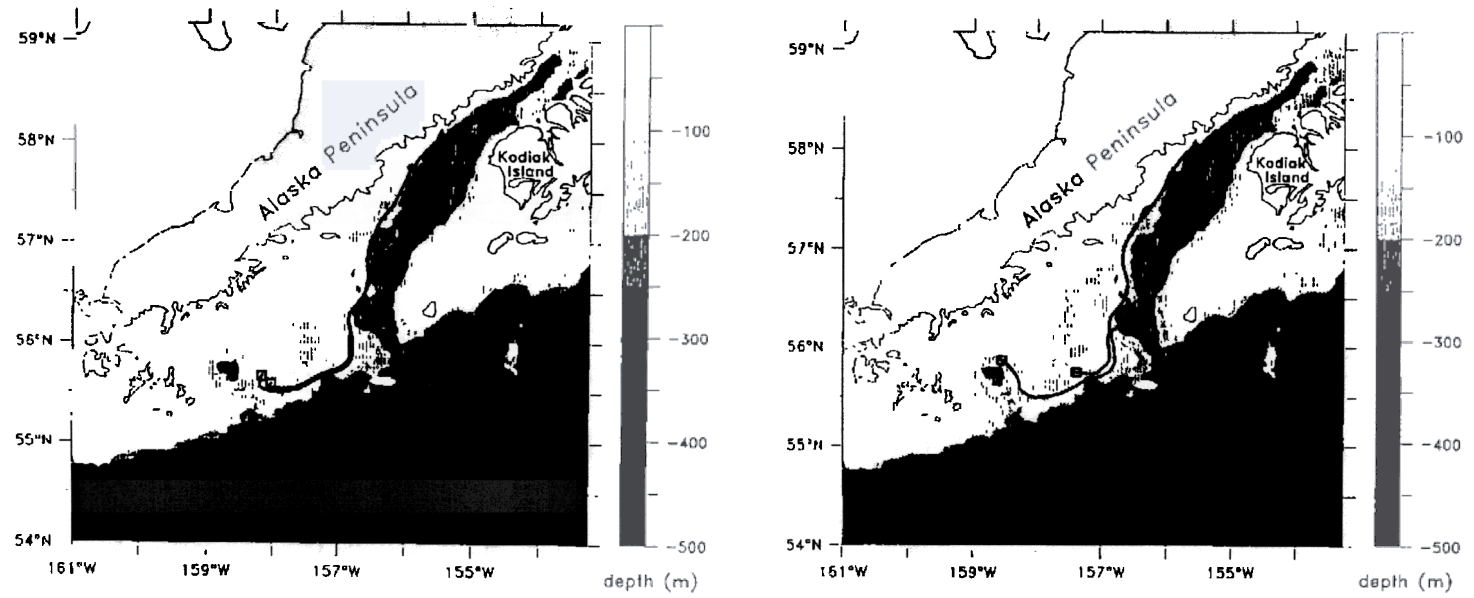 59°N
58°N
57°N
56°N
55°N
54°N
161°W
159°W
157°W
155°W
Alaska Peninsula
Kodiak
Island
-100
-200
-300
-400
-500
depth (m)
59°N
58°N
57°N
56°N
55°N
54°N
161°W
159°W
157°W
155°W
Alaska Peninsula
Kodiak
Island
-100
-200
-300
-400
-500
depth (m)